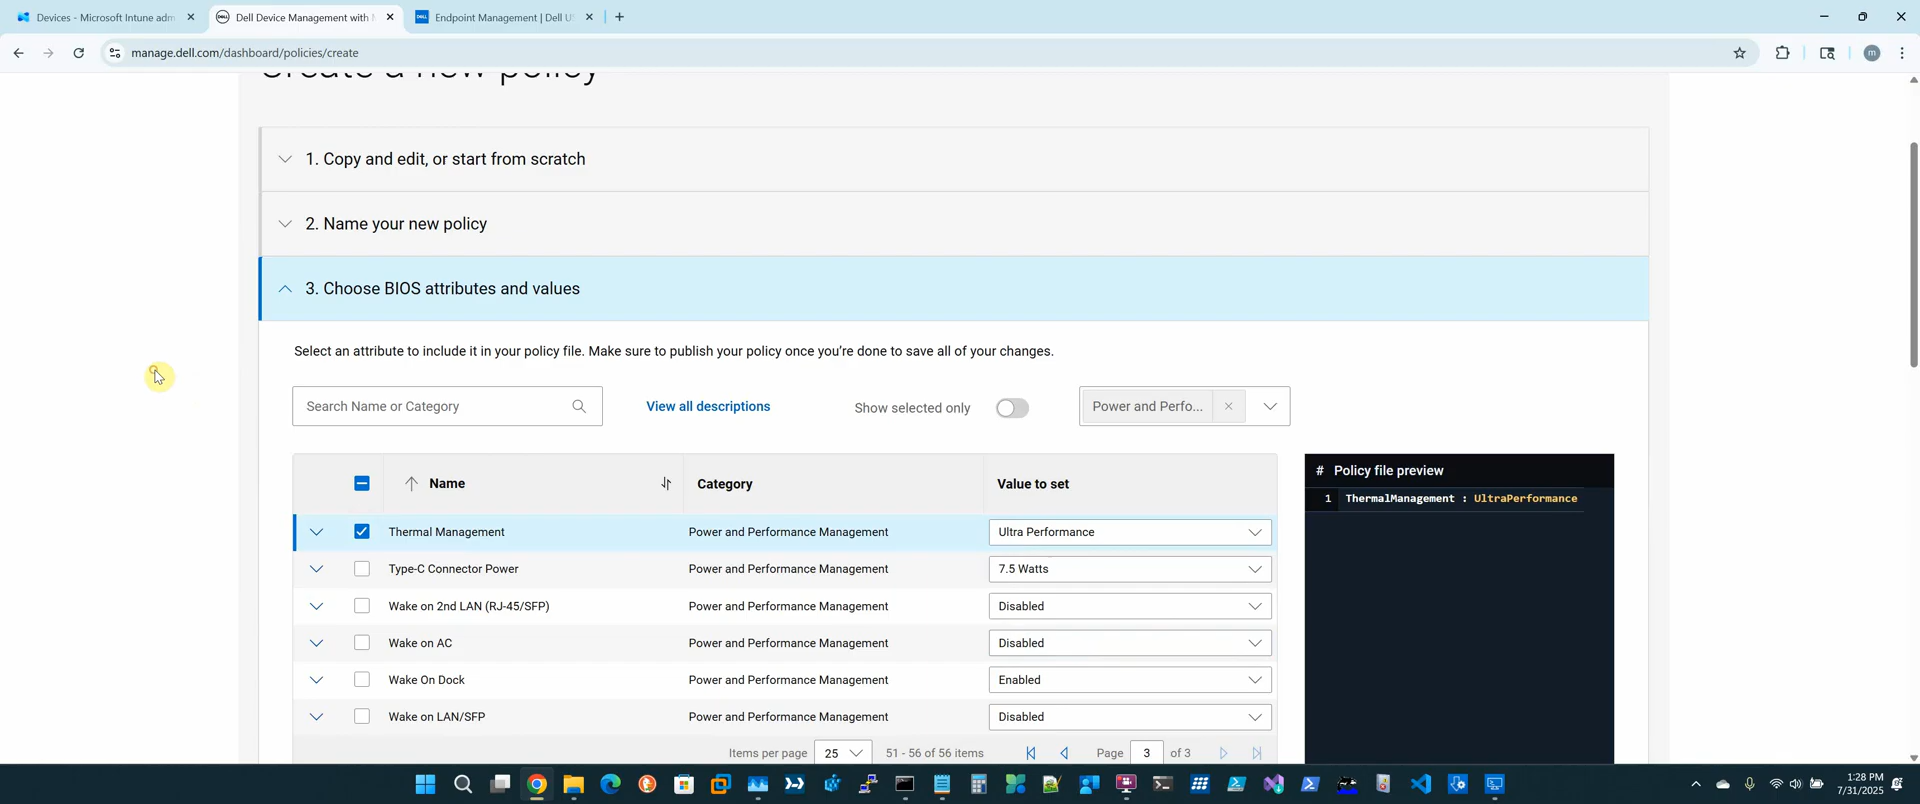 Devices - Microsoft Intune adm
Dell Device Management with M
Endpoint Management | Dell U
manage.dell.com/dashboard/policies/create
m
Create a new policy
1. Copy and edit, or start from scratch
2. Name your new policy
3. Choose BIOS attributes and values
Select an attribute to include it in your policy file. Make sure to publish your policy once you're done to save all of your changes.
Search Name or Category
View all descriptions
Show selected only
Power and Perfo...
Name
Category
Value to set
# Policy file preview
1 ThermalManagement : UltraPerformance
Thermal Management Power and Performance Management Ultra Performance
Type-C Connector Power Power and Performance Management 7.5 Watts
Wake on 2nd LAN (RJ-45/SFP) Power and Performance Management Disabled
Wake on AC Power and Performance Management Disabled
Wake On Dock Power and Performance Management Enabled
Wake on LAN/SFP Power and Performance Management Disabled
Items per page 25 51 - 56 of 56 items Page 3 of 3
1:28 PM
7/31/2025